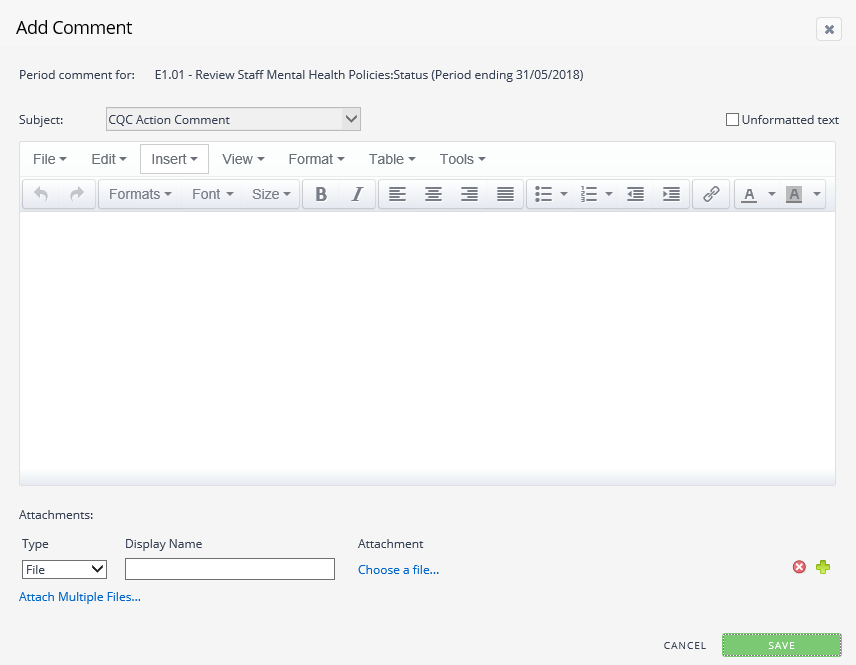 Add Comment
Period comment for: E1.01 - Review Staff Mental Health Policies:Status (Period ending 31/05/2018)
Subject: CQC Action Comment Unformatted text
File Edit Insert View Format Table Tools
Formats Font Size B I A A
Attachments:
Type Display Name Attachment
File Choose a file...
Attach Multiple Files...
CANCEL SAVE